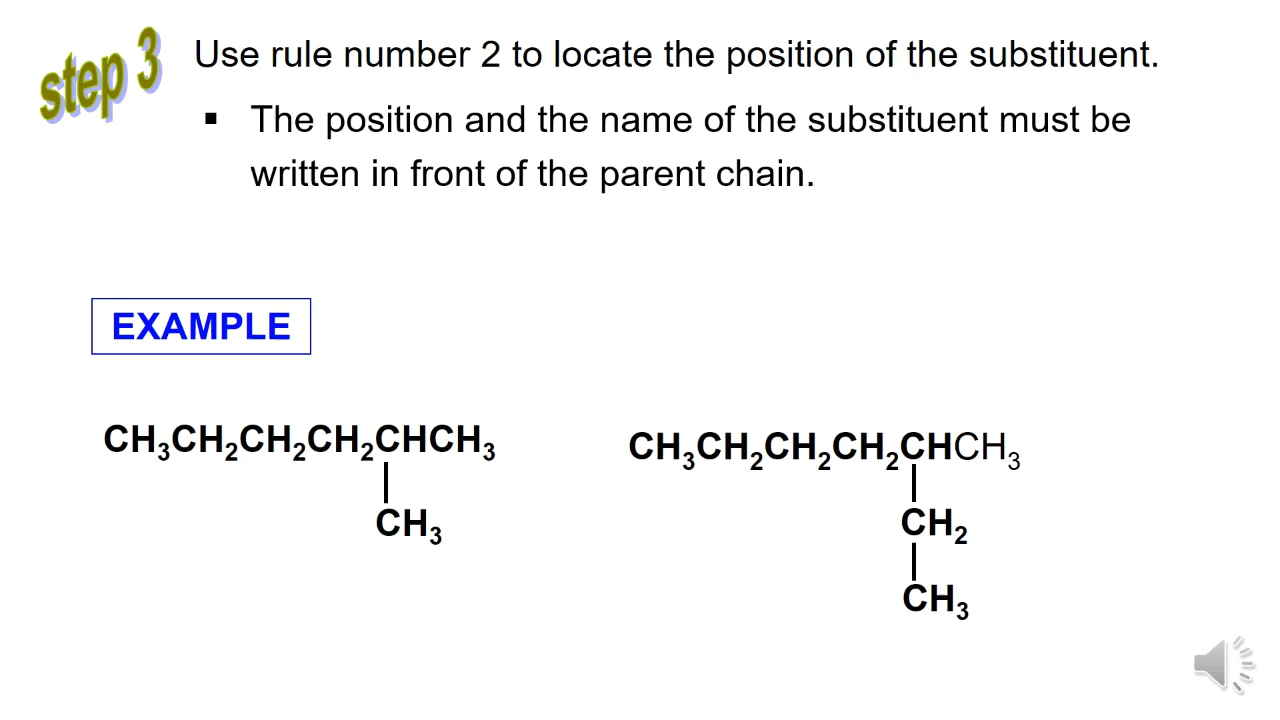 step 3
Use rule number 2 to locate the position of the substituent.
▪ The position and the name of the substituent must be
written in front of the parent chain.
EXAMPLE
CH₃CH₂CH₂CH₂CHCH₃
CH₃
CH₃CH₂CH₂CH₂CHCH₃
CH₂
CH₃